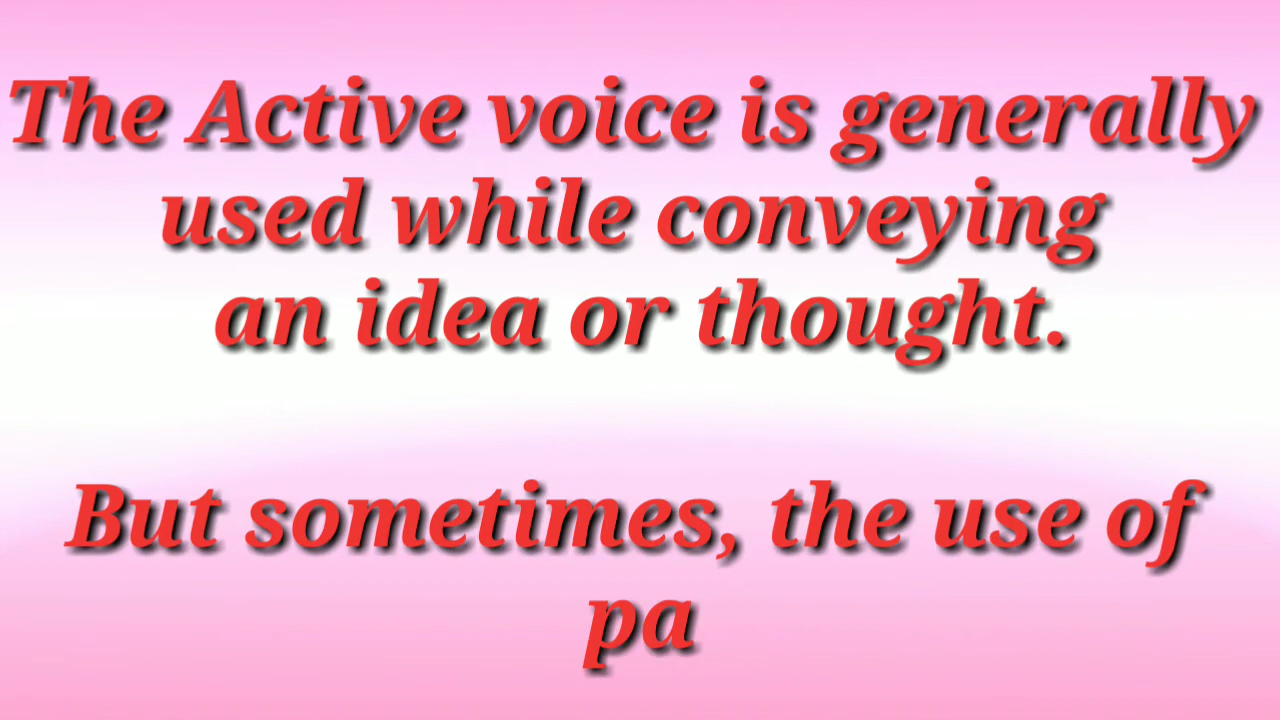 The Active voice is generally
used while conveying
an idea or thought.
But sometimes, the use of
pa